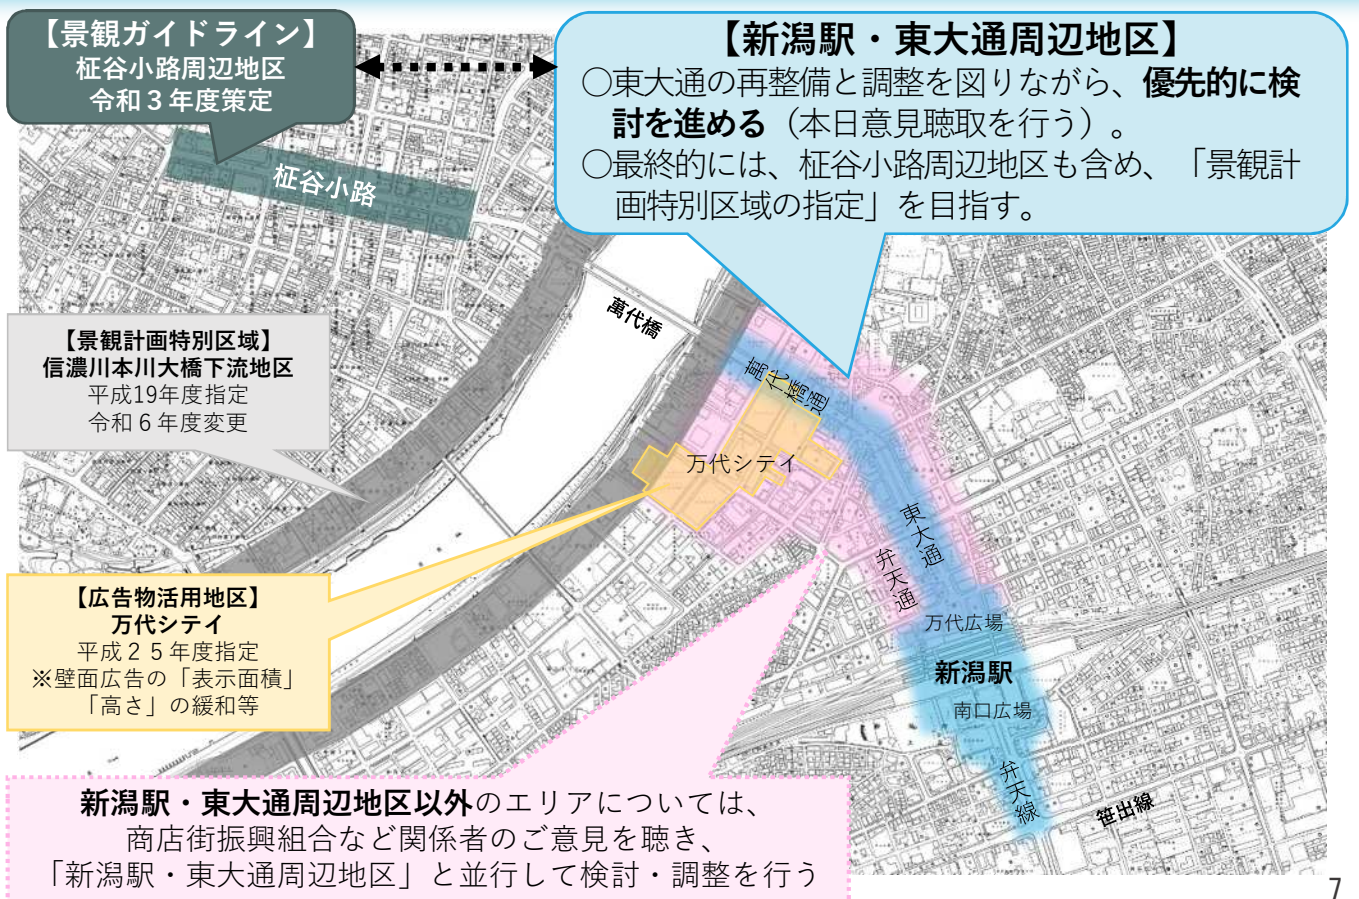 【景観ガイドライン】
柾谷小路周辺地区
令和３年度策定
【新潟駅・東大通周辺地区】
○東大通の再整備と調整を図りながら、優先的に検
討を進める（本日意見聴取を行う）。
○最終的には、柾谷小路周辺地区も含め、「景観計
画特別区域の指定」を目指す。
柾谷小路
萬代橋
【景観計画特別区域】
信濃川本川大橋下流地区
平成19年度指定
令和６年度変更
萬代橋通
万代シテイ
東大通
弁天通
【広告物活用地区】
万代シテイ
平成２５年度指定
※壁面広告の「表示面積」
「高さ」の緩和等
万代広場
新潟駅
南口広場
弁天線
笹出線
新潟駅・東大通周辺地区以外のエリアについては、
商店街振興組合など関係者のご意見を聴き、
「新潟駅・東大通周辺地区」と並行して検討・調整を行う
7